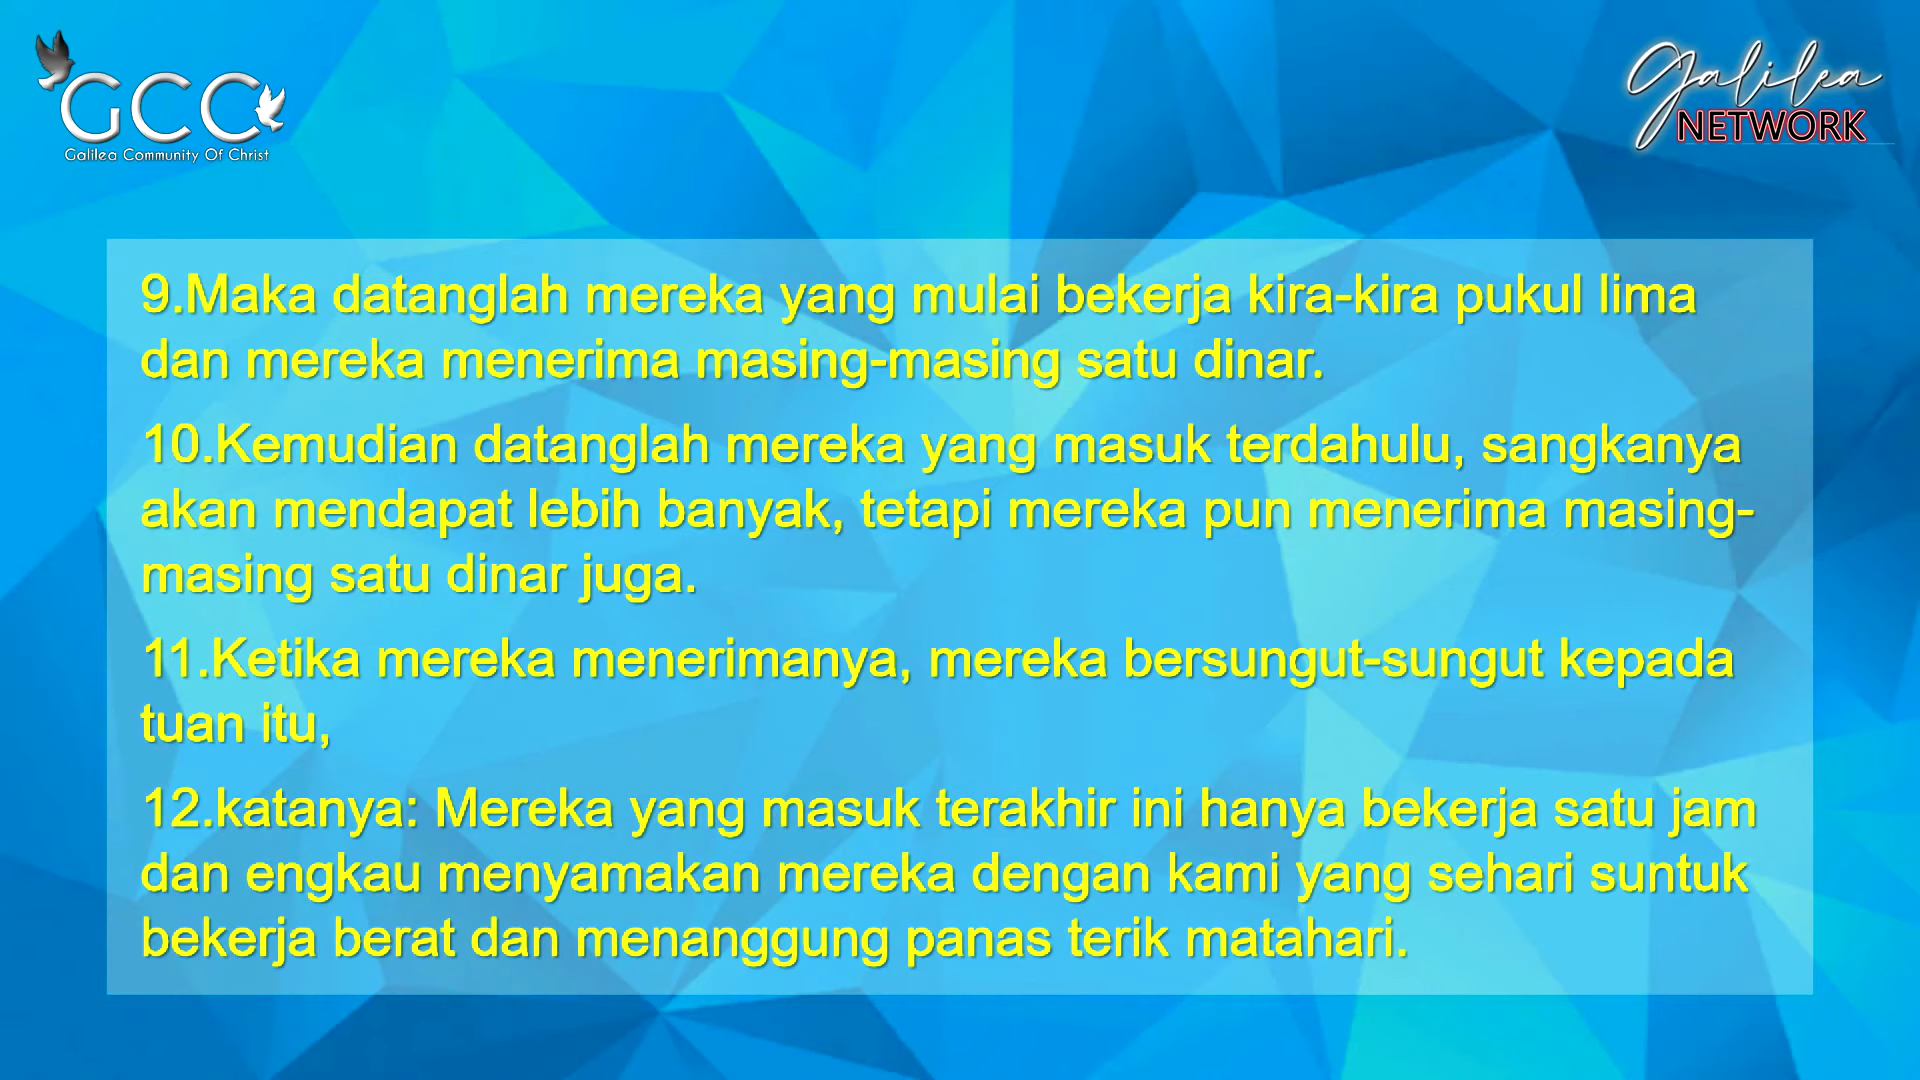 GCC
Galilea Community Of Christ
Galilea
NETWORK
9.Maka datanglah mereka yang mulai bekerja kira-kira pukul lima
dan mereka menerima masing-masing satu dinar.
10.Kemudian datanglah mereka yang masuk terdahulu, sangkanya
akan mendapat lebih banyak, tetapi mereka pun menerima masing-
masing satu dinar juga.
11.Ketika mereka menerimanya, mereka bersungut-sungut kepada
tuan itu,
12.katanya: Mereka yang masuk terakhir ini hanya bekerja satu jam
dan engkau menyamakan mereka dengan kami yang sehari suntuk
bekerja berat dan menanggung panas terik matahari.